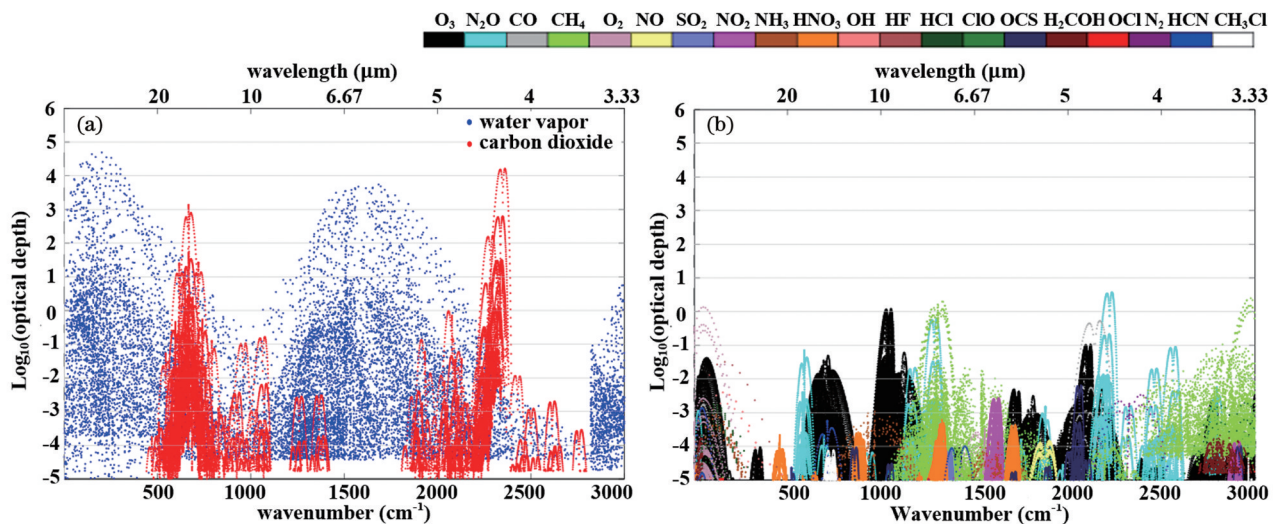 O₃ N₂O CO CH₄ O₂ NO SO₂ NO₂ NH₃ HNO₃ OH HF HCl ClO OCS H₂COH OCl N₂ HCN CH₃Cl
wavelength (μm)
20 10 6.67 5 4 3.33
(a)
water vapor
carbon dioxide
Log₁₀(optical depth)
6
5
4
3
2
1
0
-1
-2
-3
-4
-5
500 1000 1500 2000 2500 3000
wavenumber (cm⁻¹)
wavelength (μm)
20 10 6.67 5 4 3.33
(b)
Log₁₀(optical depth)
6
5
4
3
2
1
0
-1
-2
-3
-4
-5
500 1000 1500 2000 2500 3000
Wavenumber (cm⁻¹)